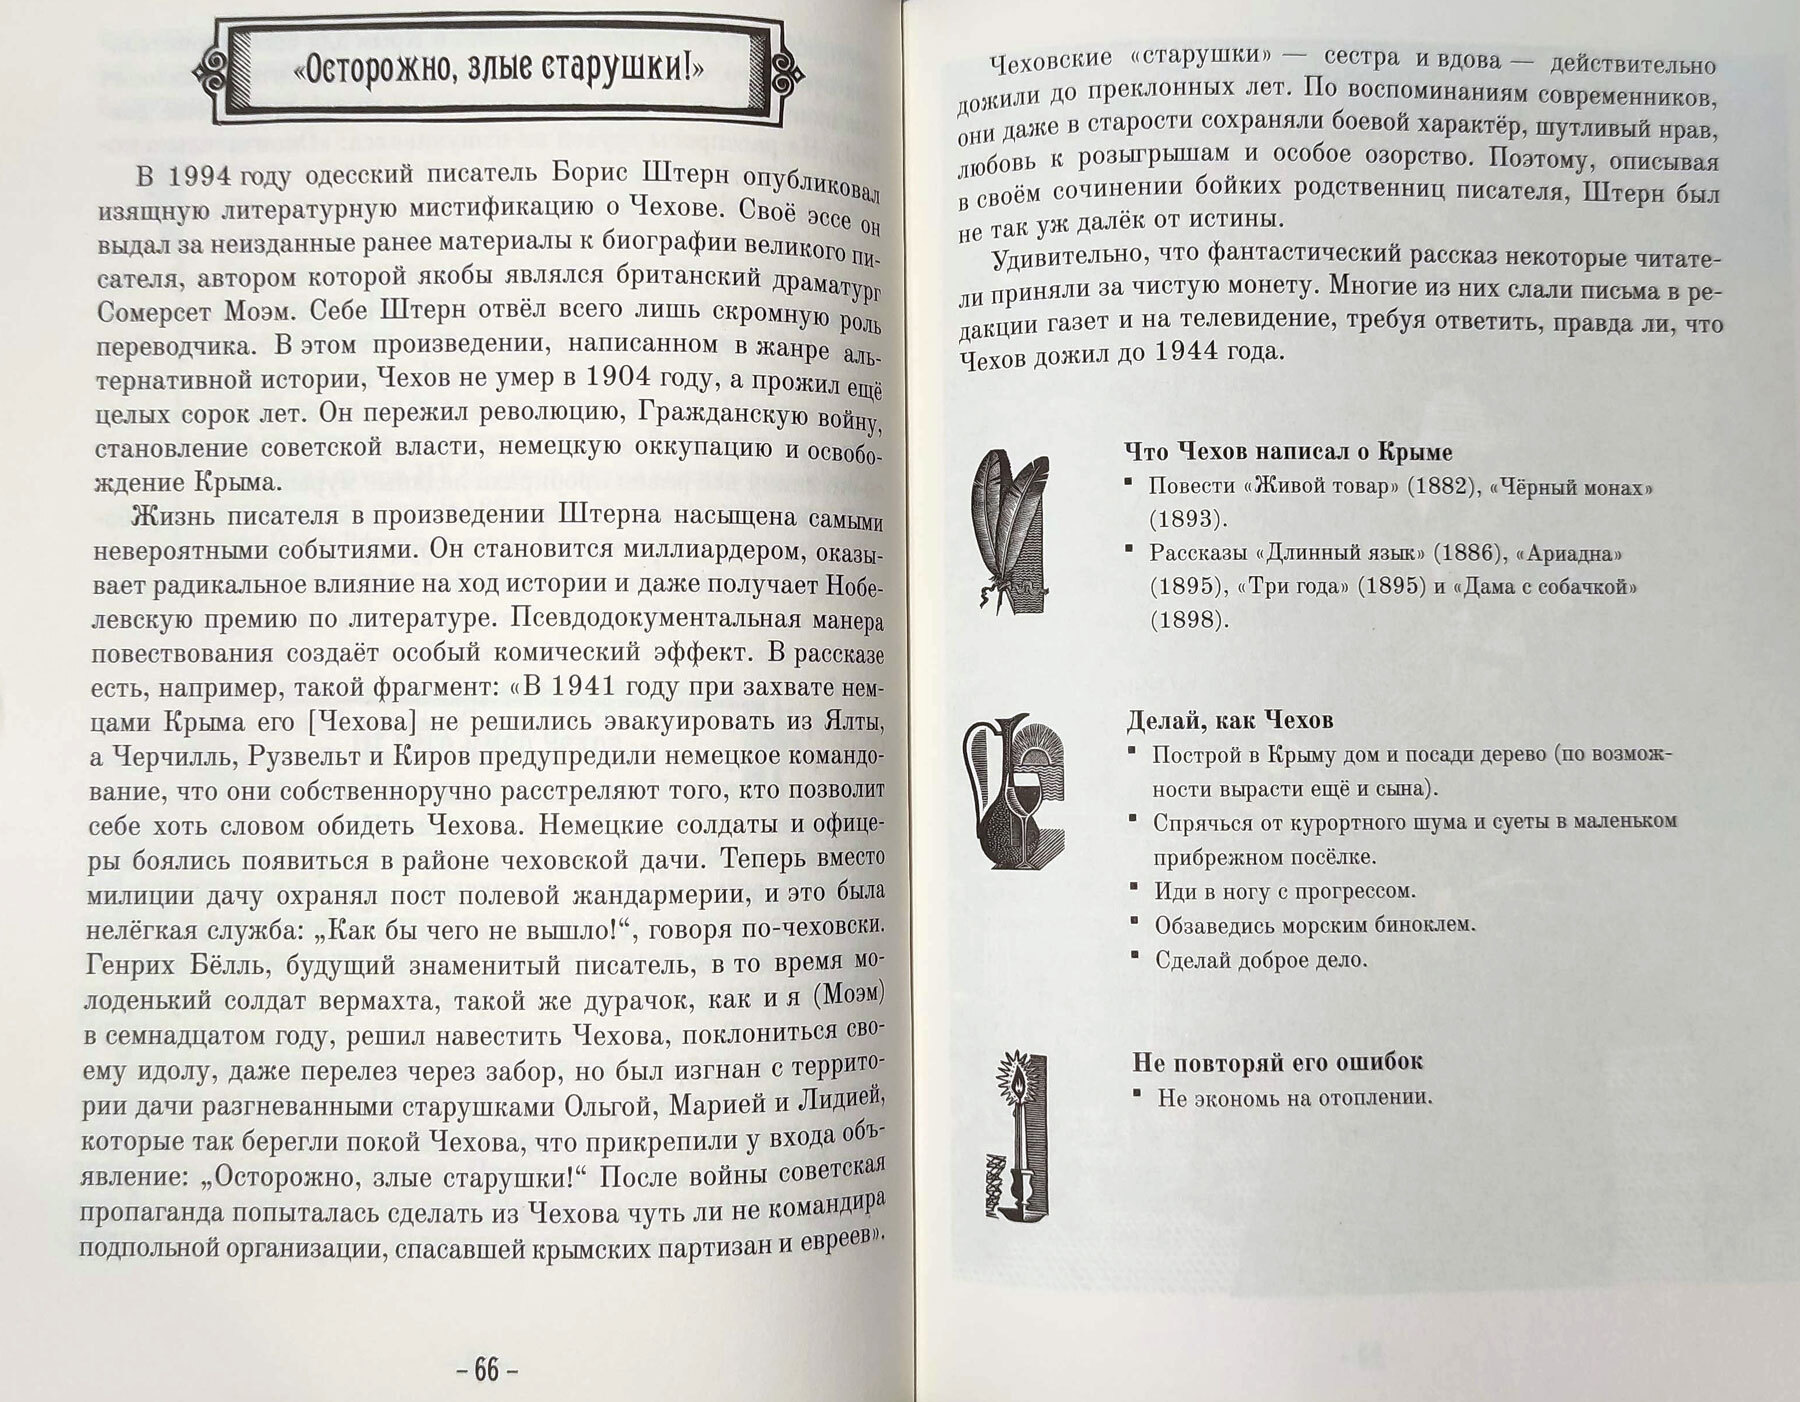 «Осторожно, злые старушки!»
В 1994 году одесский писатель Борис Штерн опубликовал
изящную литературную мистификацию о Чехове. Своё эссе он
выдал за неизданные ранее материалы к биографии великого пи-
сателя, автором которой якобы являлся британский драматург
Сомерсет Моэм. Себе Штерн отвёл всего лишь скромную роль
переводчика. В этом произведении, написанном в жанре аль-
тернативной истории, Чехов не умер в 1904 году, а прожил ещё
целых сорок лет. Он пережил революцию, Гражданскую войну,
становление советской власти, немецкую оккупацию и освобо-
ждение Крыма.
Жизнь писателя в произведении Штерна насыщена самыми
невероятными событиями. Он становится миллиардером, оказы-
вает радикальное влияние на ход истории и даже получает Нобе-
левскую премию по литературе. Псевдодокументальная манера
повествования создаёт особый комический эффект. В рассказе
есть, например, такой фрагмент: «В 1941 году при захвате нем-
цами Крыма его [Чехова] не решились эвакуировать из Ялты,
а Черчилль, Рузвельт и Киров предупредили немецкое командо-
вание, что они собственноручно расстреляют того, кто позволит
себе хоть словом обидеть Чехова. Немецкие солдаты и офице-
ры боялись появиться в районе чеховской дачи. Теперь вместо
милиции дачу охранял пост полевой жандармерии, и это была
нелёгкая служба: „Как бы чего не вышло!“, говоря по-чеховски.
Генрих Бёлль, будущий знаменитый писатель, в то время мо-
лоденький солдат вермахта, такой же дурачок, как и я (Моэм)
в семнадцатом году, решил навестить Чехова, поклониться сво-
ему идолу, даже перелез через забор, но был изгнан с террито-
рии дачи разгневанными старушками Ольгой, Марией и Лидией,
которые так берегли покой Чехова, что прикрепили у входа объ-
явление: „Осторожно, злые старушки!“ После войны советская
пропаганда попыталась сделать из Чехова чуть ли не командира
подпольной организации, спасавшей крымских партизан и евреев».
– 66 –
Чеховские «старушки» — сестра и вдова — действительно
дожили до преклонных лет. По воспоминаниям современников,
они даже в старости сохраняли боевой характёр, шутливый нрав,
любовь к розыгрышам и особое озорство. Поэтому, описывая
в своём сочинении бойких родственниц писателя, Штерн был
не так уж далёк от истины.
Удивительно, что фантастический рассказ некоторые читате-
ли приняли за чистую монету. Многие из них слали письма в ре-
дакции газет и на телевидение, требуя ответить, правда ли, что
Чехов дожил до 1944 года.
Что Чехов написал о Крыме
▪ Повести «Живой товар» (1882), «Чёрный монах»
(1893).
▪ Рассказы «Длинный язык» (1886), «Ариадна»
(1895), «Три года» (1895) и «Дама с собачкой»
(1898).
Делай, как Чехов
▪ Построй в Крыму дом и посади дерево (по возмож-
ности вырасти ещё и сына).
▪ Спрячься от курортного шума и суеты в маленьком
прибрежном посёлке.
▪ Иди в ногу с прогрессом.
▪ Обзаведись морским биноклем.
▪ Сделай доброе дело.
Не повторяй его ошибок
▪ Не экономь на отоплении.